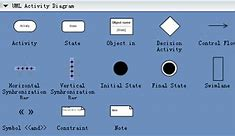 UML Activity Diagram
Activity
State
Object in
Decision
Activity
Control Flow
Horizontal
Synchronization
Bar
Vertical
Synchronization
Bar
Initial State
Final State
Swimlane
Symbol <<and>>
Constraint
Note